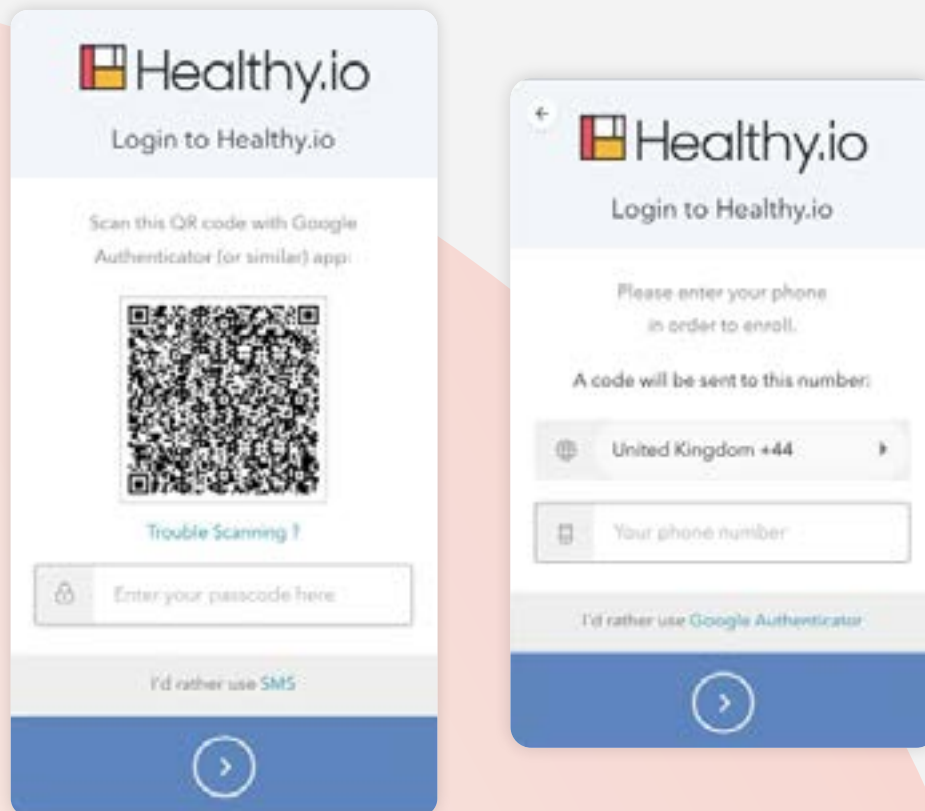 Healthy.io
Login to Healthy.io
Scan this QR code with Google
Authenticator (or similar) app:
Trouble Scanning ?
Enter your passcode here
I'd rather use SMS
Healthy.io
Login to Healthy.io
Please enter your phone
in order to enroll.
A code will be sent to this number:
United Kingdom +44
Your phone number
I'd rather use Google Authenticator